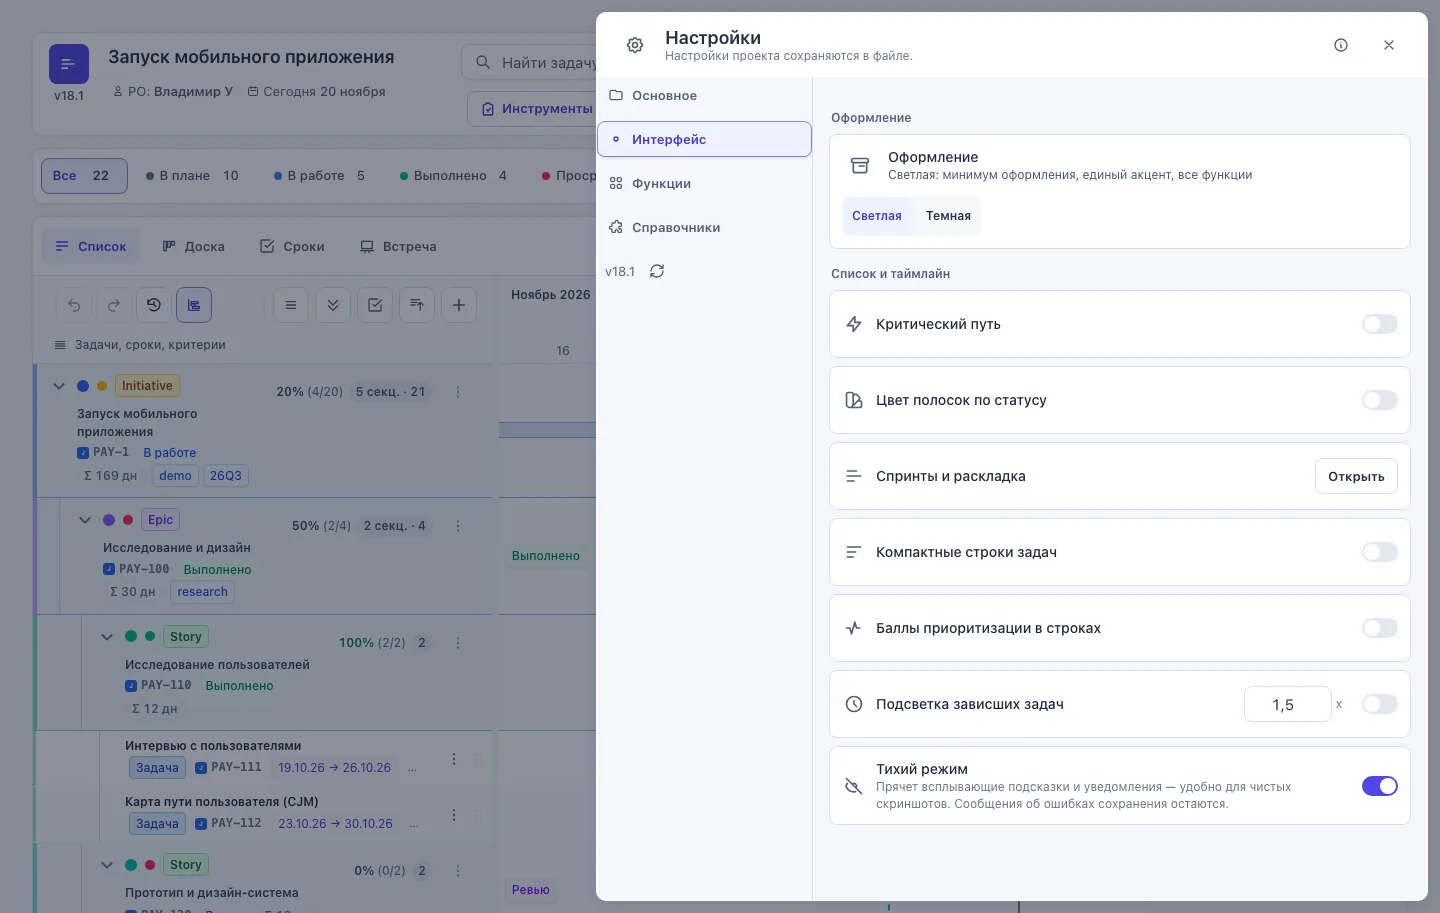 Запуск мобильного приложения
v18.1
PO: Владимир У
Сегодня 20 ноября
Найти задачу
Инструменты
Все 22
В плане 10
В работе 5
Выполнено 4
Список
Доска
Сроки
Встреча
Ноябрь 2026
16
Задачи, сроки, критерии
Initiative
20% (4/20)
5 секц. · 21
Запуск мобильного
приложения
PAY-1 В работе
Σ 169 дн demo 26Q3
Epic
50% (2/4)
2 секц. · 4
Исследование и дизайн
PAY-100 Выполнено
Σ 30 дн research
Выполнено
Story
100% (2/2)
2
Исследование пользователей
PAY-110 Выполнено
Σ 12 дн
Интервью с пользователями
Задача PAY-111 19.10.26 → 26.10.26 ...
Карта пути пользователя (CJM)
Задача PAY-112 23.10.26 → 30.10.26 ...
Story
0% (0/2)
2
Прототип и дизайн-система
Ревью
Настройки
Настройки проекта сохраняются в файле.
Основное
Интерфейс
Функции
Справочники
v18.1
Оформление
Оформление
Светлая: минимум оформления, единый акцент, все функции
Светлая Темная
Список и таймлайн
Критический путь
Цвет полосок по статусу
Спринты и раскладка
Открыть
Компактные строки задач
Баллы приоритизации в строках
Подсветка зависших задач
1,5 x
Тихий режим
Прячет всплывающие подсказки и уведомления — удобно для чистых
скриншотов. Сообщения об ошибках сохранения остаются.